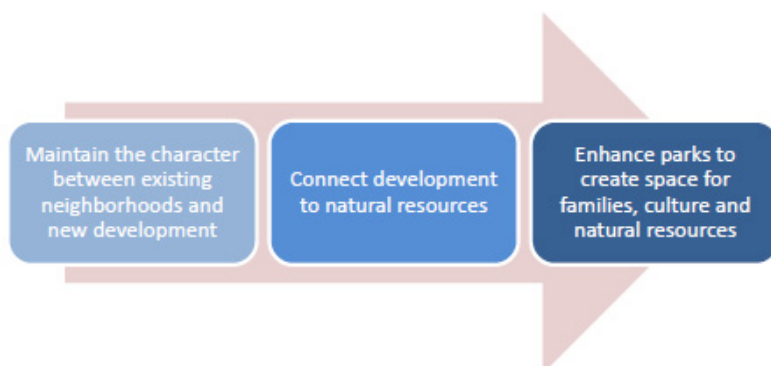 Maintain the character
between existing
neighborhoods and
new development
Connect development
to natural resources
Enhance parks to
create space for
families, culture and
natural resources